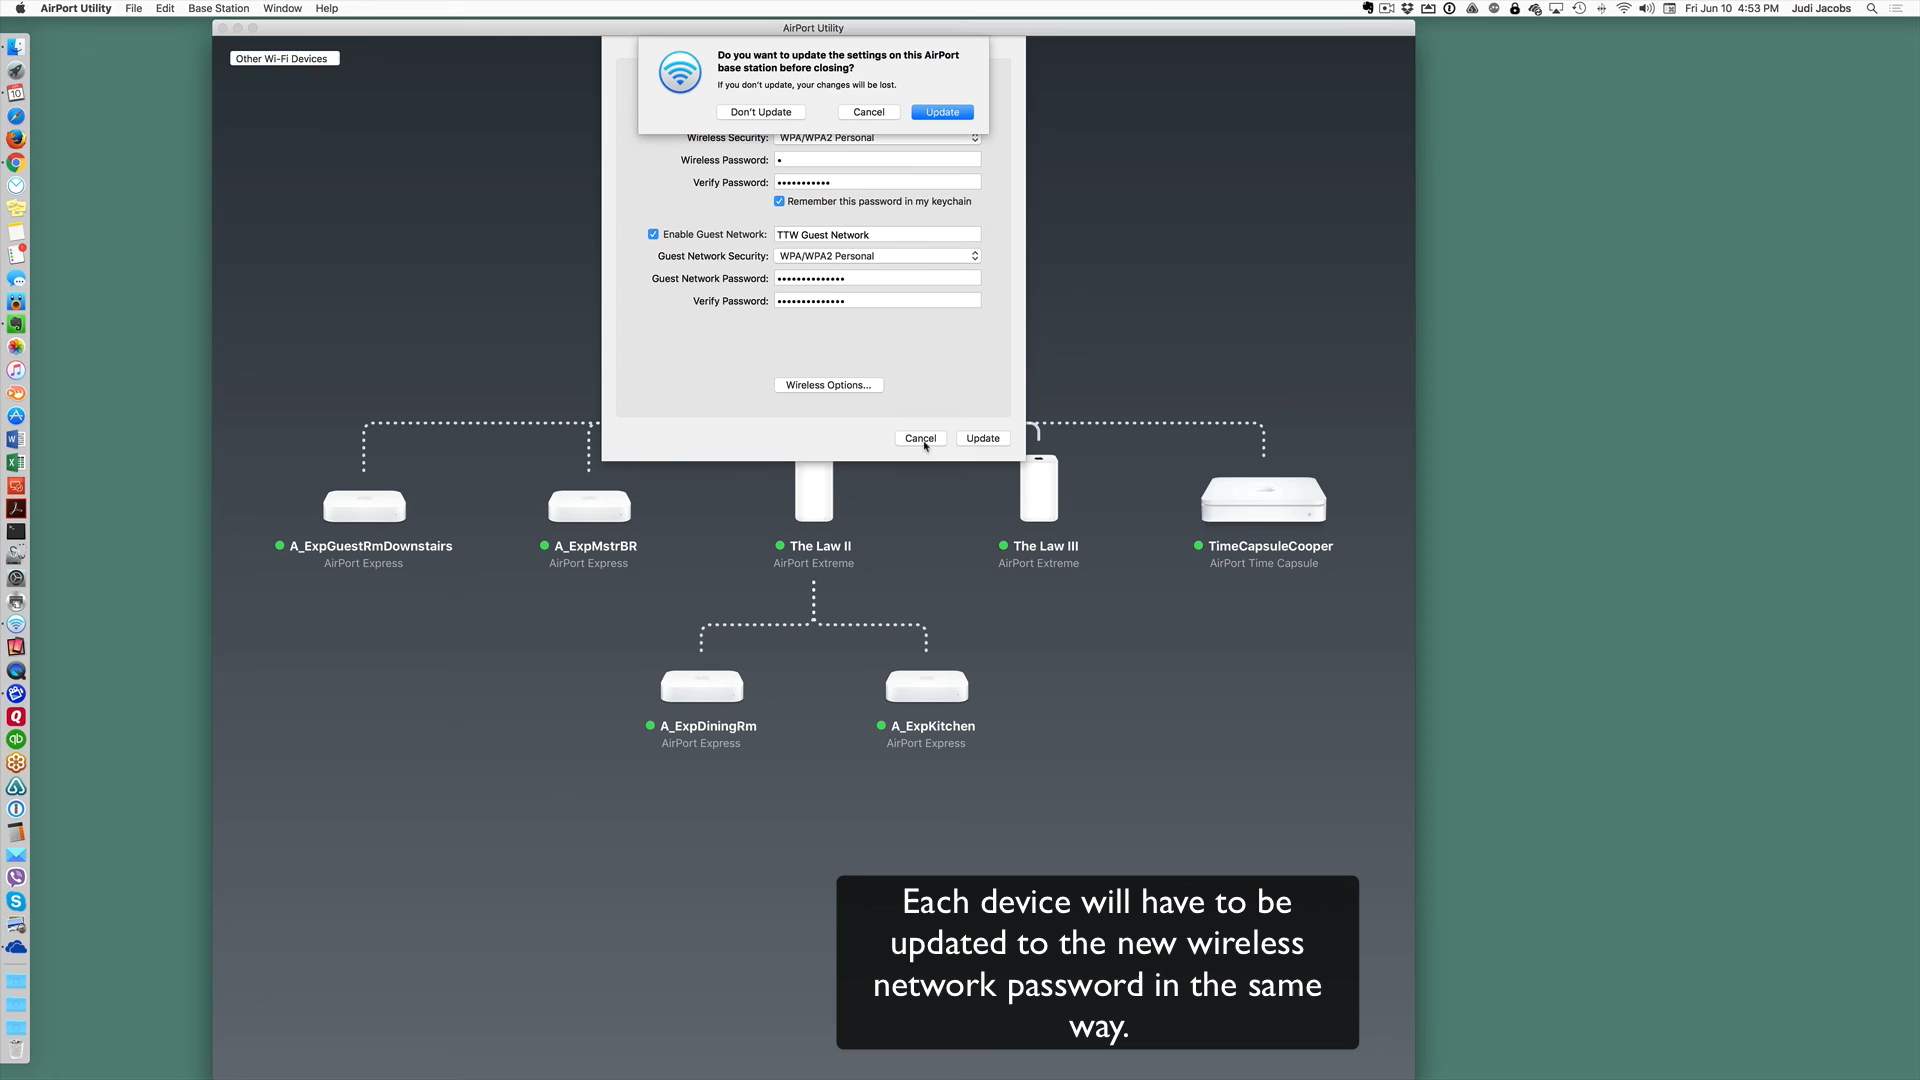 AirPort Utility File Edit Base Station Window Help Fri Jun 10 4:53 PM Judi Jacobs
AirPort Utility
Other Wi-Fi Devices
Do you want to update the settings on this AirPort
base station before closing?
If you don't update, your changes will be lost.
Don't Update Cancel Update
Wireless Security: WPA/WPA2 Personal
Wireless Password: •
Verify Password: •••••••••••
Remember this password in my keychain
Enable Guest Network: TTW Guest Network
Guest Network Security: WPA/WPA2 Personal
Guest Network Password: ••••••••••••••
Verify Password: ••••••••••••••
Wireless Options...
Cancel Update
A_ExpGuestRmDownstairs
AirPort Express
A_ExpMstrBR
AirPort Express
The Law II
AirPort Extreme
The Law III
AirPort Extreme
TimeCapsuleCooper
AirPort Time Capsule
A_ExpDiningRm
AirPort Express
A_ExpKitchen
AirPort Express
Each device will have to be
updated to the new wireless
network password in the same
way.